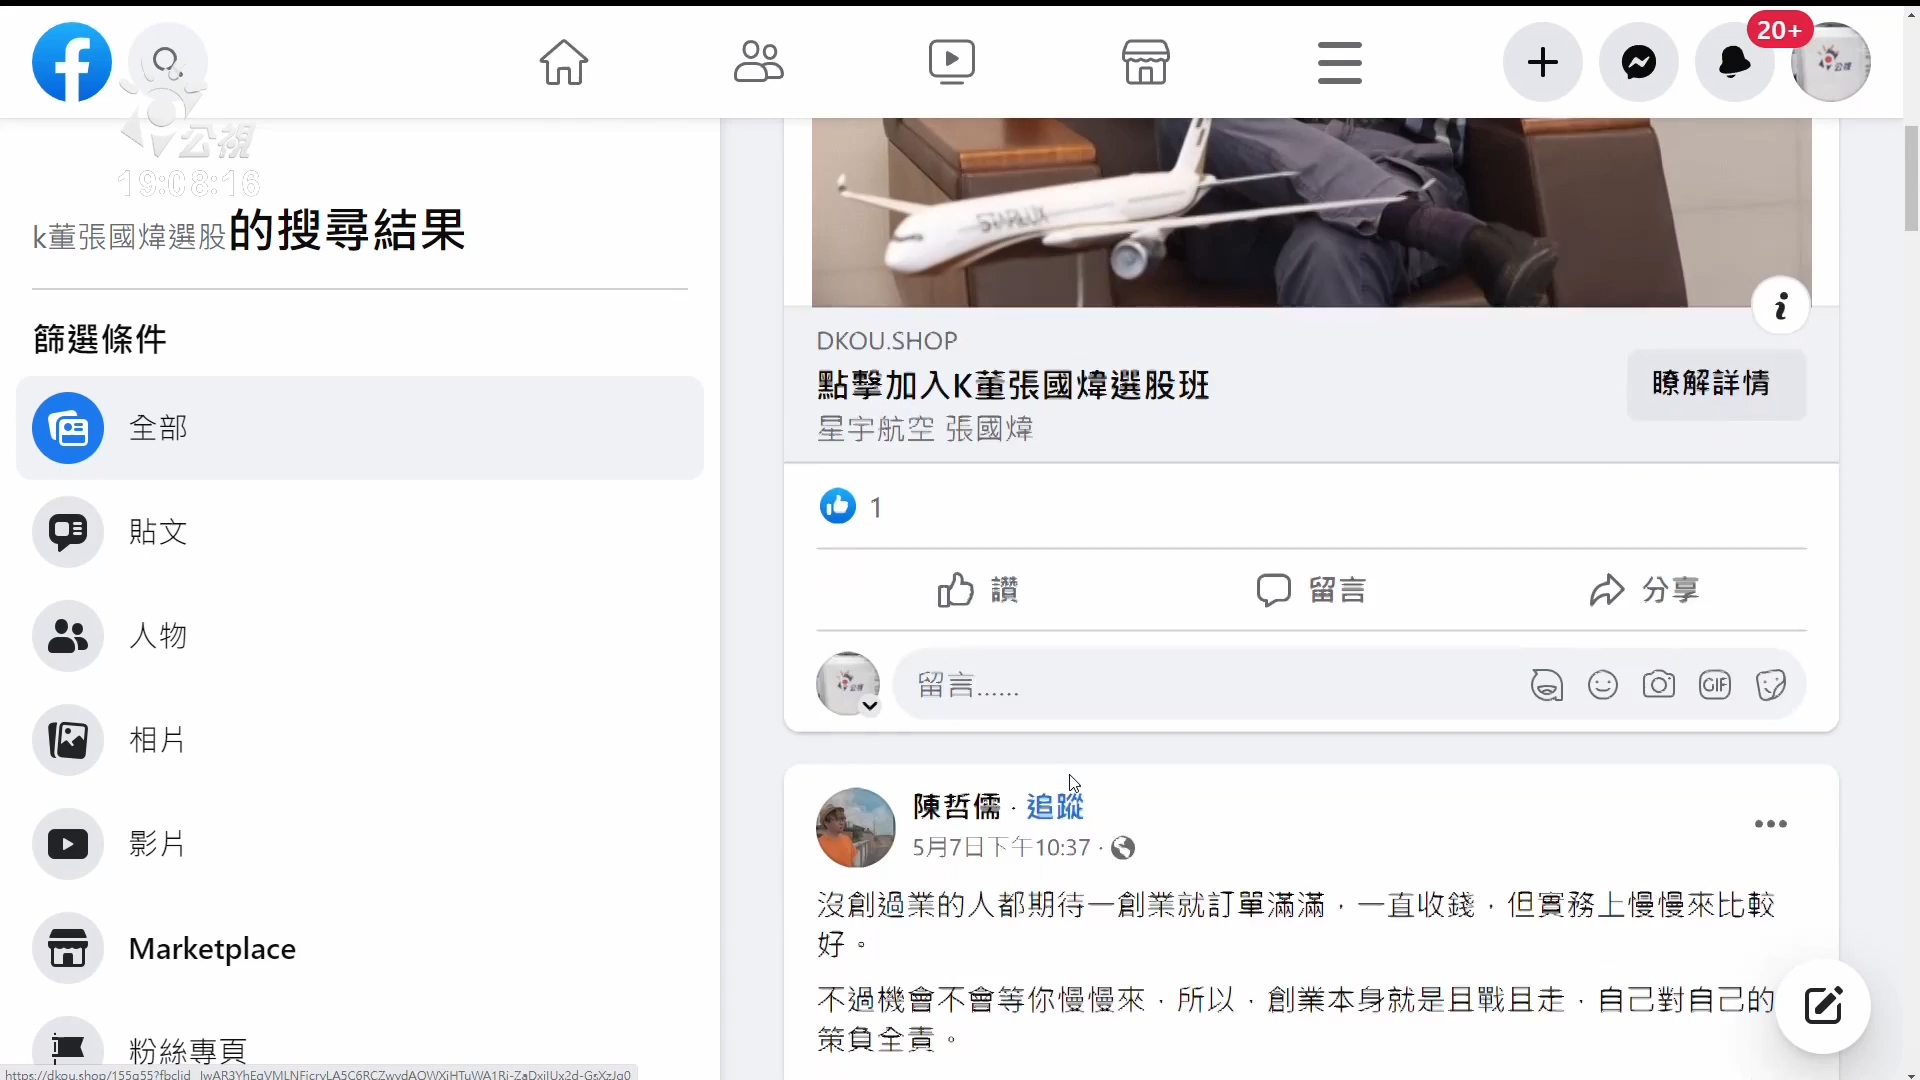 20+
公視
19:08:16
k董張國煒選股的搜尋結果
篩選條件
全部
貼文
人物
相片
影片
Marketplace
粉絲專頁
STARLUX
DKOU.SHOP
點擊加入K董張國煒選股班
星宇航空 張國煒
瞭解詳情
1
讚 留言 分享
留言......
GIF
陳哲儒 · 追蹤
5月7日下午10:37 ·
沒創過業的人都期待一創業就訂單滿滿，一直收錢，但實務上慢慢來比較
好。
不過機會不會等你慢慢來，所以，創業本身就是且戰且走，自己對自己的
策負全責。